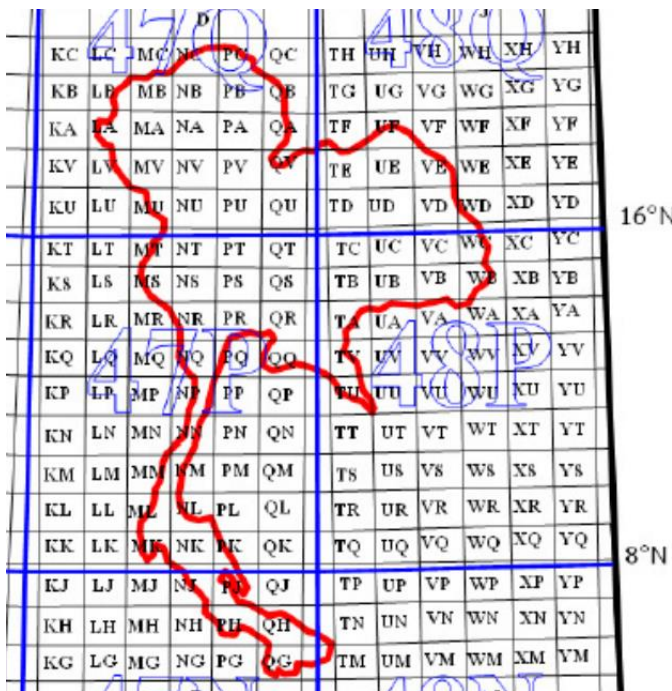 D J
47Q 48Q
KC LC MC NC PC QC TH UH VH WH XH YH
KB LB MB NB PB QB TG UG VG WG XG YG
KA LA MA NA PA QA TF UF VF WF XF YF
KV LV MV NV PV QV TE UE VE WE XE YE
KU LU MU NU PU QU TD UD VD WD XD YD
16°N
KT LT MT NT PT QT TC UC VC WC XC YC
KS LS MS NS PS QS TB UB VB WB XB YB
KR LR MR NR PR QR TA UA VA WA XA YA
47P 48P
KQ LQ MQ NQ PQ QQ TV UV VV WV XV YV
KP LP MP NP PP QP TU UU VU WU XU YU
KN LN MN NN PN QN TT UT VT WT XT YT
KM LM MM NM PM QM TS US VS WS XS YS
KL LL ML NL PL QL TR UR VR WR XR YR
KK LK MK NK PK QK TQ UQ VQ WQ XQ YQ
8°N
KJ LJ MJ NJ PJ QJ TP UP VP WP XP YP
KH LH MH NH PH QH TN UN VN WN XN YN
KG LG MG NG PG QG TM UM VM WM XM YM
47N 48N